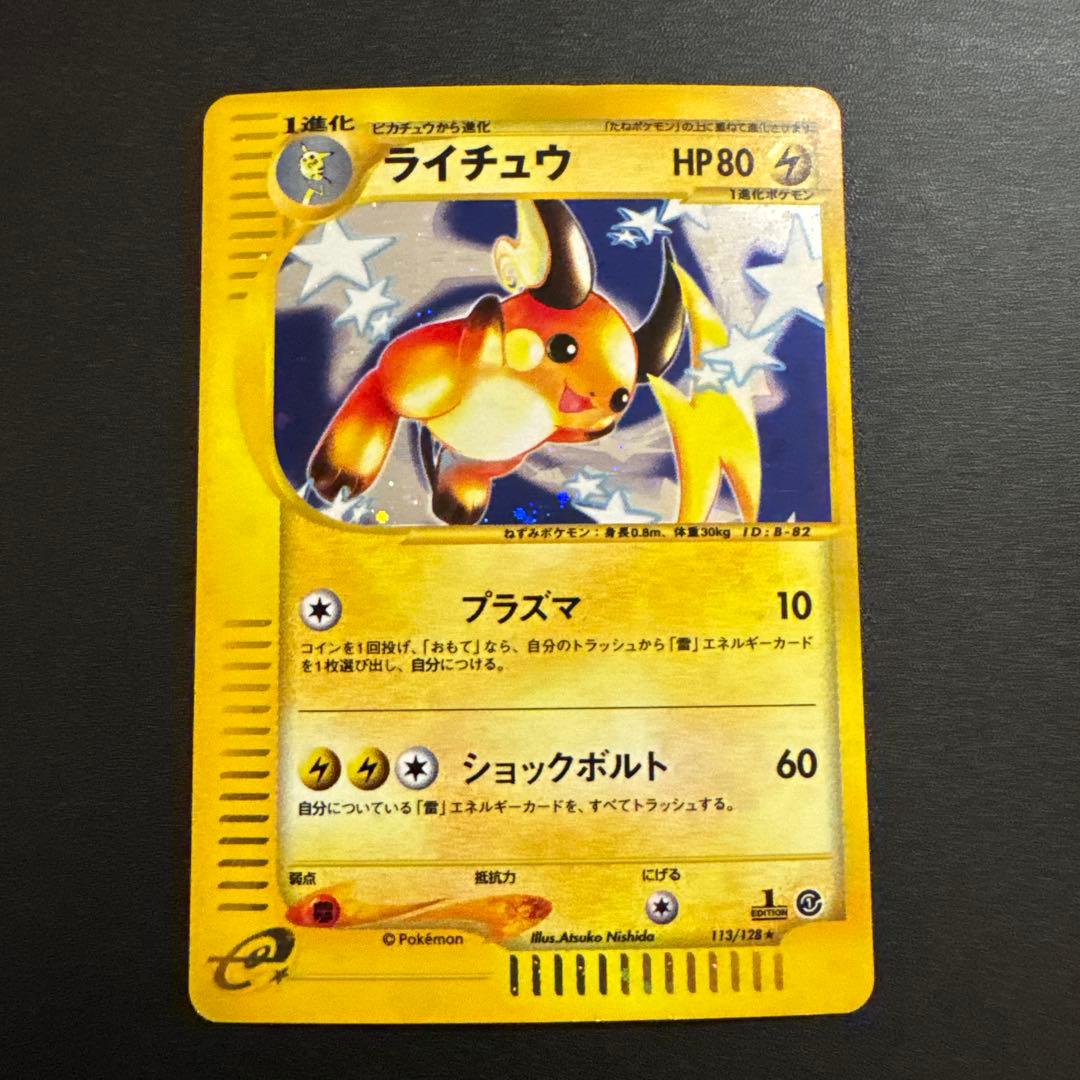 1進化 ピカチュウから進化 「たねポケモン」の上に重ねて進化させます
ライチュウ HP80
1進化ポケモン
ねずみポケモン:身長0.8m、体重30kg ID:B-82
プラズマ 10
コインを1回投げ、「おもて」なら、自分のトラッシュから「雷」エネルギーカード
を1枚選び出し、自分につける。
ショックボルト 60
自分についている「雷」エネルギーカードを、すべてトラッシュする。
弱点 抵抗力 にげる
1 EDITION
© Pokémon Illus.Atsuko Nishida 113/128★
e